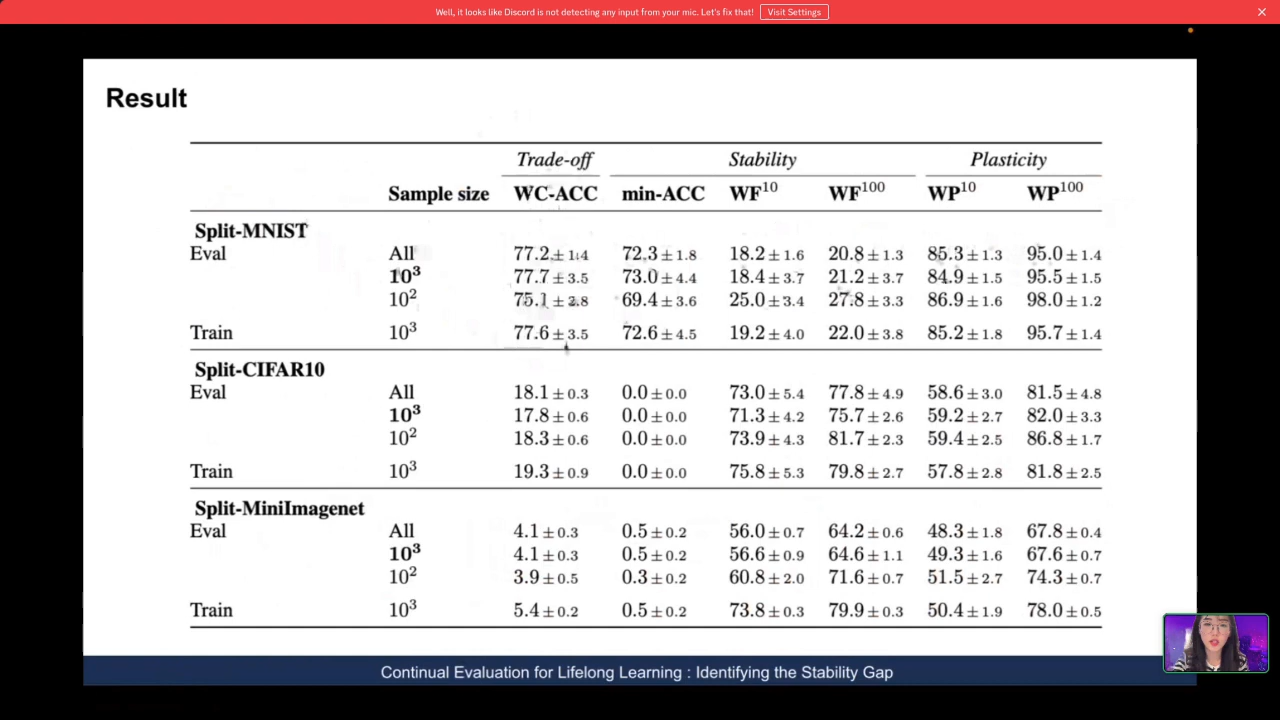 Well, it looks like Discord is not detecting any input from your mic. Let's fix that! Visit Settings
Result
Trade-off Stability Plasticity
Sample size WC-ACC min-ACC WF¹⁰ WF¹⁰⁰ WP¹⁰ WP¹⁰⁰
Split-MNIST
Eval All 77.2 ± 1.4 72.3 ± 1.8 18.2 ± 1.6 20.8 ± 1.3 85.3 ± 1.3 95.0 ± 1.4
10³ 77.7 ± 3.5 73.0 ± 4.4 18.4 ± 3.7 21.2 ± 3.7 84.9 ± 1.5 95.5 ± 1.5
10² 75.1 ± 3.8 69.4 ± 3.6 25.0 ± 3.4 27.8 ± 3.3 86.9 ± 1.6 98.0 ± 1.2
Train 10³ 77.6 ± 3.5 72.6 ± 4.5 19.2 ± 4.0 22.0 ± 3.8 85.2 ± 1.8 95.7 ± 1.4
Split-CIFAR10
Eval All 18.1 ± 0.3 0.0 ± 0.0 73.0 ± 5.4 77.8 ± 4.9 58.6 ± 3.0 81.5 ± 4.8
10³ 17.8 ± 0.6 0.0 ± 0.0 71.3 ± 4.2 75.7 ± 2.6 59.2 ± 2.7 82.0 ± 3.3
10² 18.3 ± 0.6 0.0 ± 0.0 73.9 ± 4.3 81.7 ± 2.3 59.4 ± 2.5 86.8 ± 1.7
Train 10³ 19.3 ± 0.9 0.0 ± 0.0 75.8 ± 5.3 79.8 ± 2.7 57.8 ± 2.8 81.8 ± 2.5
Split-MiniImagenet
Eval All 4.1 ± 0.3 0.5 ± 0.2 56.0 ± 0.7 64.2 ± 0.6 48.3 ± 1.8 67.8 ± 0.4
10³ 4.1 ± 0.3 0.5 ± 0.2 56.6 ± 0.9 64.6 ± 1.1 49.3 ± 1.6 67.6 ± 0.7
10² 3.9 ± 0.5 0.3 ± 0.2 60.8 ± 2.0 71.6 ± 0.7 51.5 ± 2.7 74.3 ± 0.7
Train 10³ 5.4 ± 0.2 0.5 ± 0.2 73.8 ± 0.3 79.9 ± 0.3 50.4 ± 1.9 78.0 ± 0.5
Continual Evaluation for Lifelong Learning : Identifying the Stability Gap